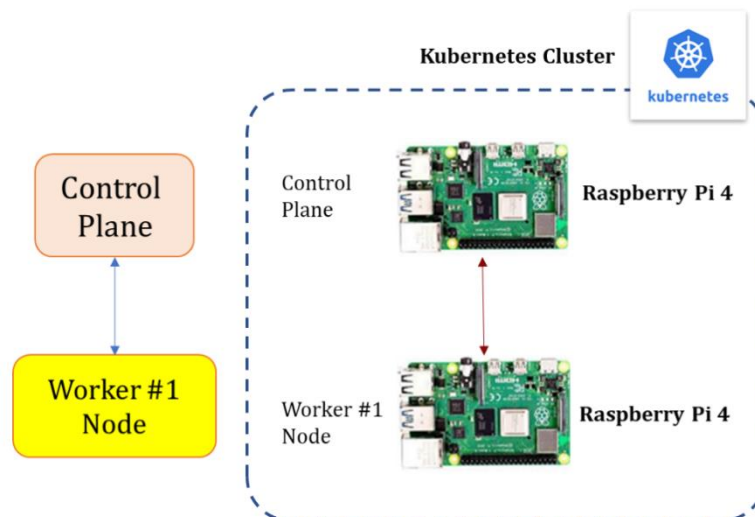 Kubernetes Cluster
kubernetes
Control
Plane
Control
Plane
Raspberry Pi 4
Worker #1
Node
Worker #1
Node
Raspberry Pi 4